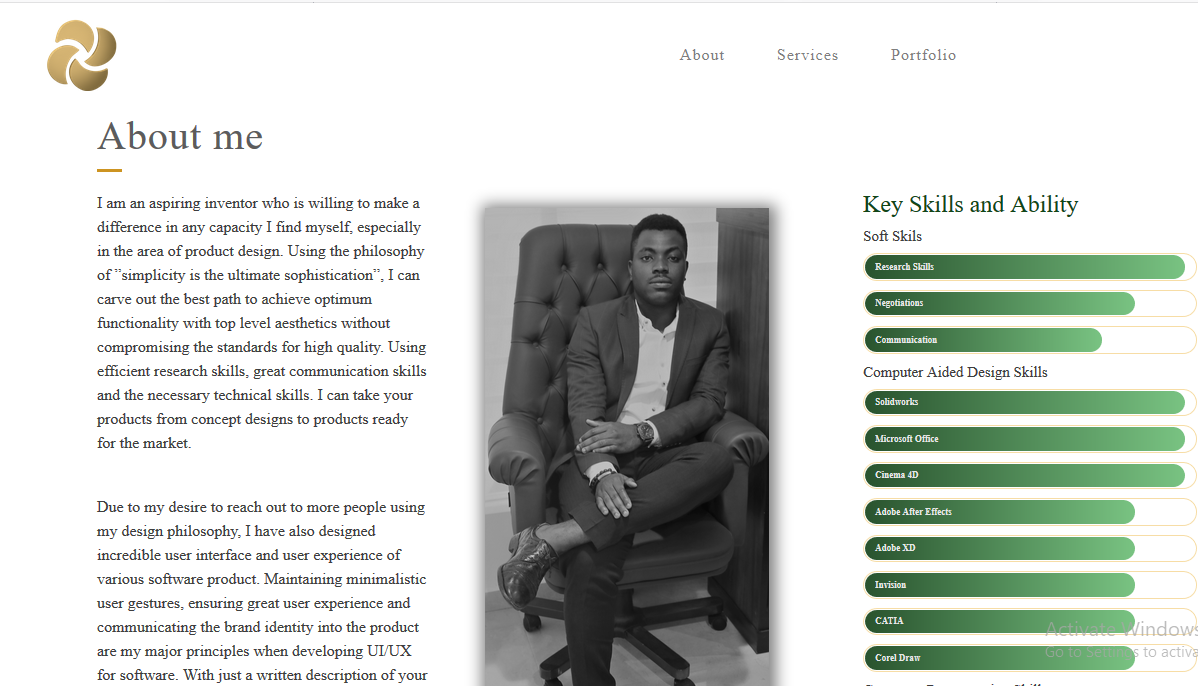 About
Services
Portfolio
About me
I am an aspiring inventor who is willing to make a
difference in any capacity I find myself, especially
in the area of product design. Using the philosophy
of ”simplicity is the ultimate sophistication”, I can
carve out the best path to achieve optimum
functionality with top level aesthetics without
compromising the standards for high quality. Using
efficient research skills, great communication skills
and the necessary technical skills. I can take your
products from concept designs to products ready
for the market.
Due to my desire to reach out to more people using
my design philosophy, I have also designed
incredible user interface and user experience of
various software product. Maintaining minimalistic
user gestures, ensuring great user experience and
communicating the brand identity into the product
are my major principles when developing UI/UX
for software. With just a written description of your
Key Skills and Ability
Soft Skils
Research Skills
Negotiations
Communication
Computer Aided Design Skills
Solidworks
Microsoft Office
Cinema 4D
Adobe After Effects
Adobe XD
Invision
CATIA
Corel Draw
Activate Windows
Go to Settings to activa